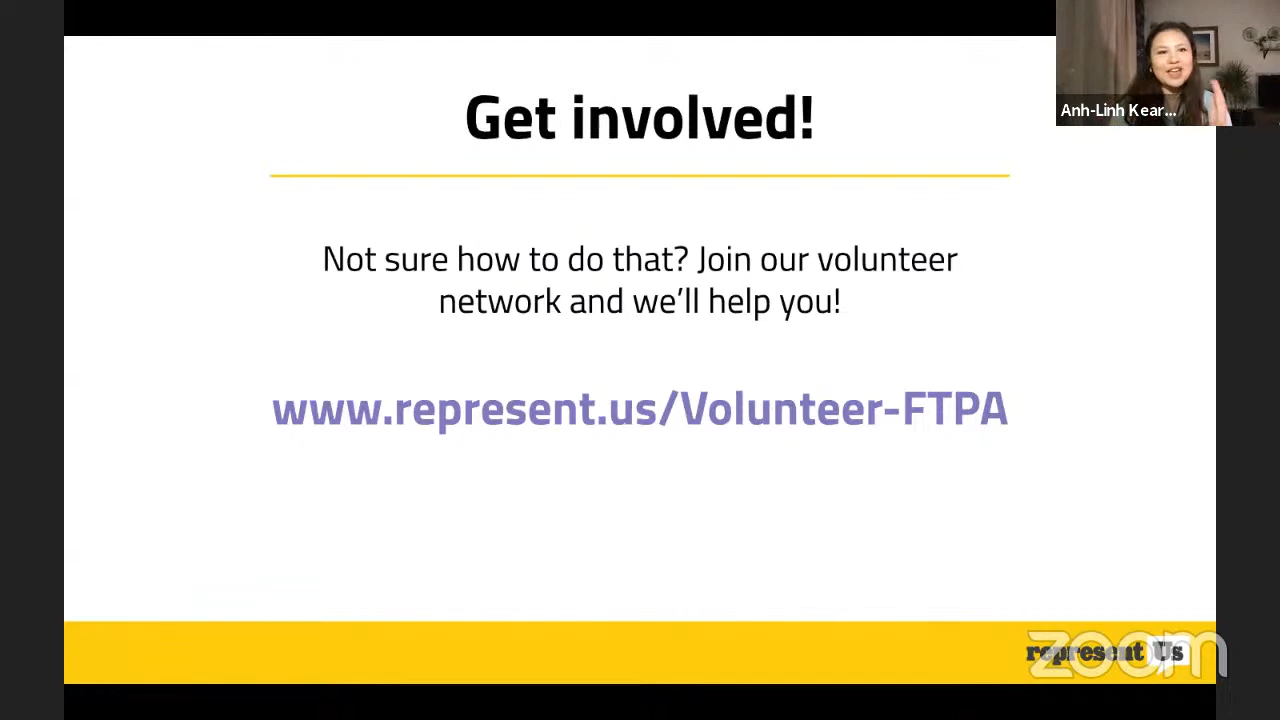 Get involved!
Anh-Linh Kear...
Not sure how to do that? Join our volunteer
network and we'll help you!
www.represent.us/Volunteer-FTPA
represent Us
zoom